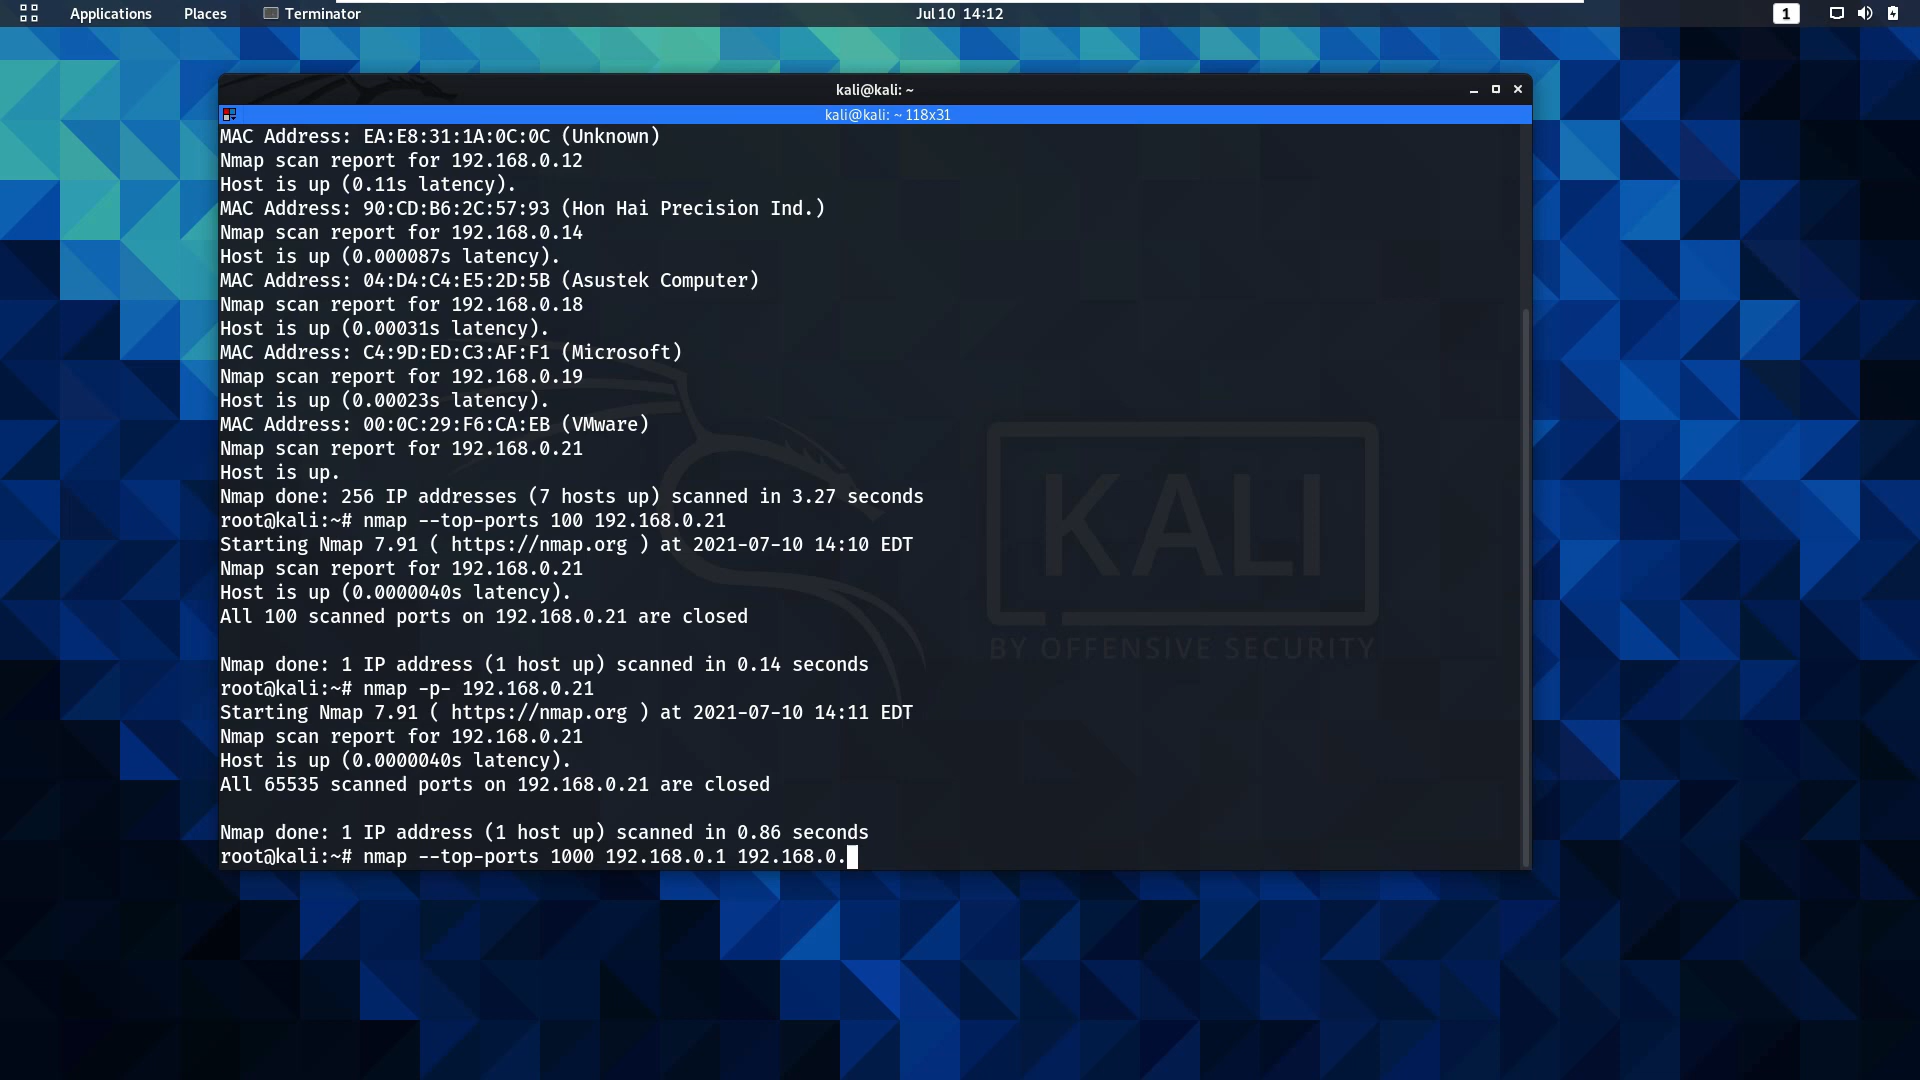 Applications Places Terminator Jul 10 14:12 1
kali@kali: ~
kali@kali: ~ 118x31
MAC Address: EA:E8:31:1A:0C:0C (Unknown)
Nmap scan report for 192.168.0.12
Host is up (0.11s latency).
MAC Address: 90:CD:B6:2C:57:93 (Hon Hai Precision Ind.)
Nmap scan report for 192.168.0.14
Host is up (0.000087s latency).
MAC Address: 04:D4:C4:E5:2D:5B (Asustek Computer)
Nmap scan report for 192.168.0.18
Host is up (0.00031s latency).
MAC Address: C4:9D:ED:C3:AF:F1 (Microsoft)
Nmap scan report for 192.168.0.19
Host is up (0.00023s latency).
MAC Address: 00:0C:29:F6:CA:EB (VMware)
Nmap scan report for 192.168.0.21
Host is up.
Nmap done: 256 IP addresses (7 hosts up) scanned in 3.27 seconds
root@kali:~# nmap --top-ports 100 192.168.0.21
Starting Nmap 7.91 ( https://nmap.org ) at 2021-07-10 14:10 EDT
Nmap scan report for 192.168.0.21
Host is up (0.0000040s latency).
All 100 scanned ports on 192.168.0.21 are closed
Nmap done: 1 IP address (1 host up) scanned in 0.14 seconds
root@kali:~# nmap -p- 192.168.0.21
Starting Nmap 7.91 ( https://nmap.org ) at 2021-07-10 14:11 EDT
Nmap scan report for 192.168.0.21
Host is up (0.0000040s latency).
All 65535 scanned ports on 192.168.0.21 are closed
Nmap done: 1 IP address (1 host up) scanned in 0.86 seconds
root@kali:~# nmap --top-ports 1000 192.168.0.1 192.168.0.
KALI
BY OFFENSIVE SECURITY